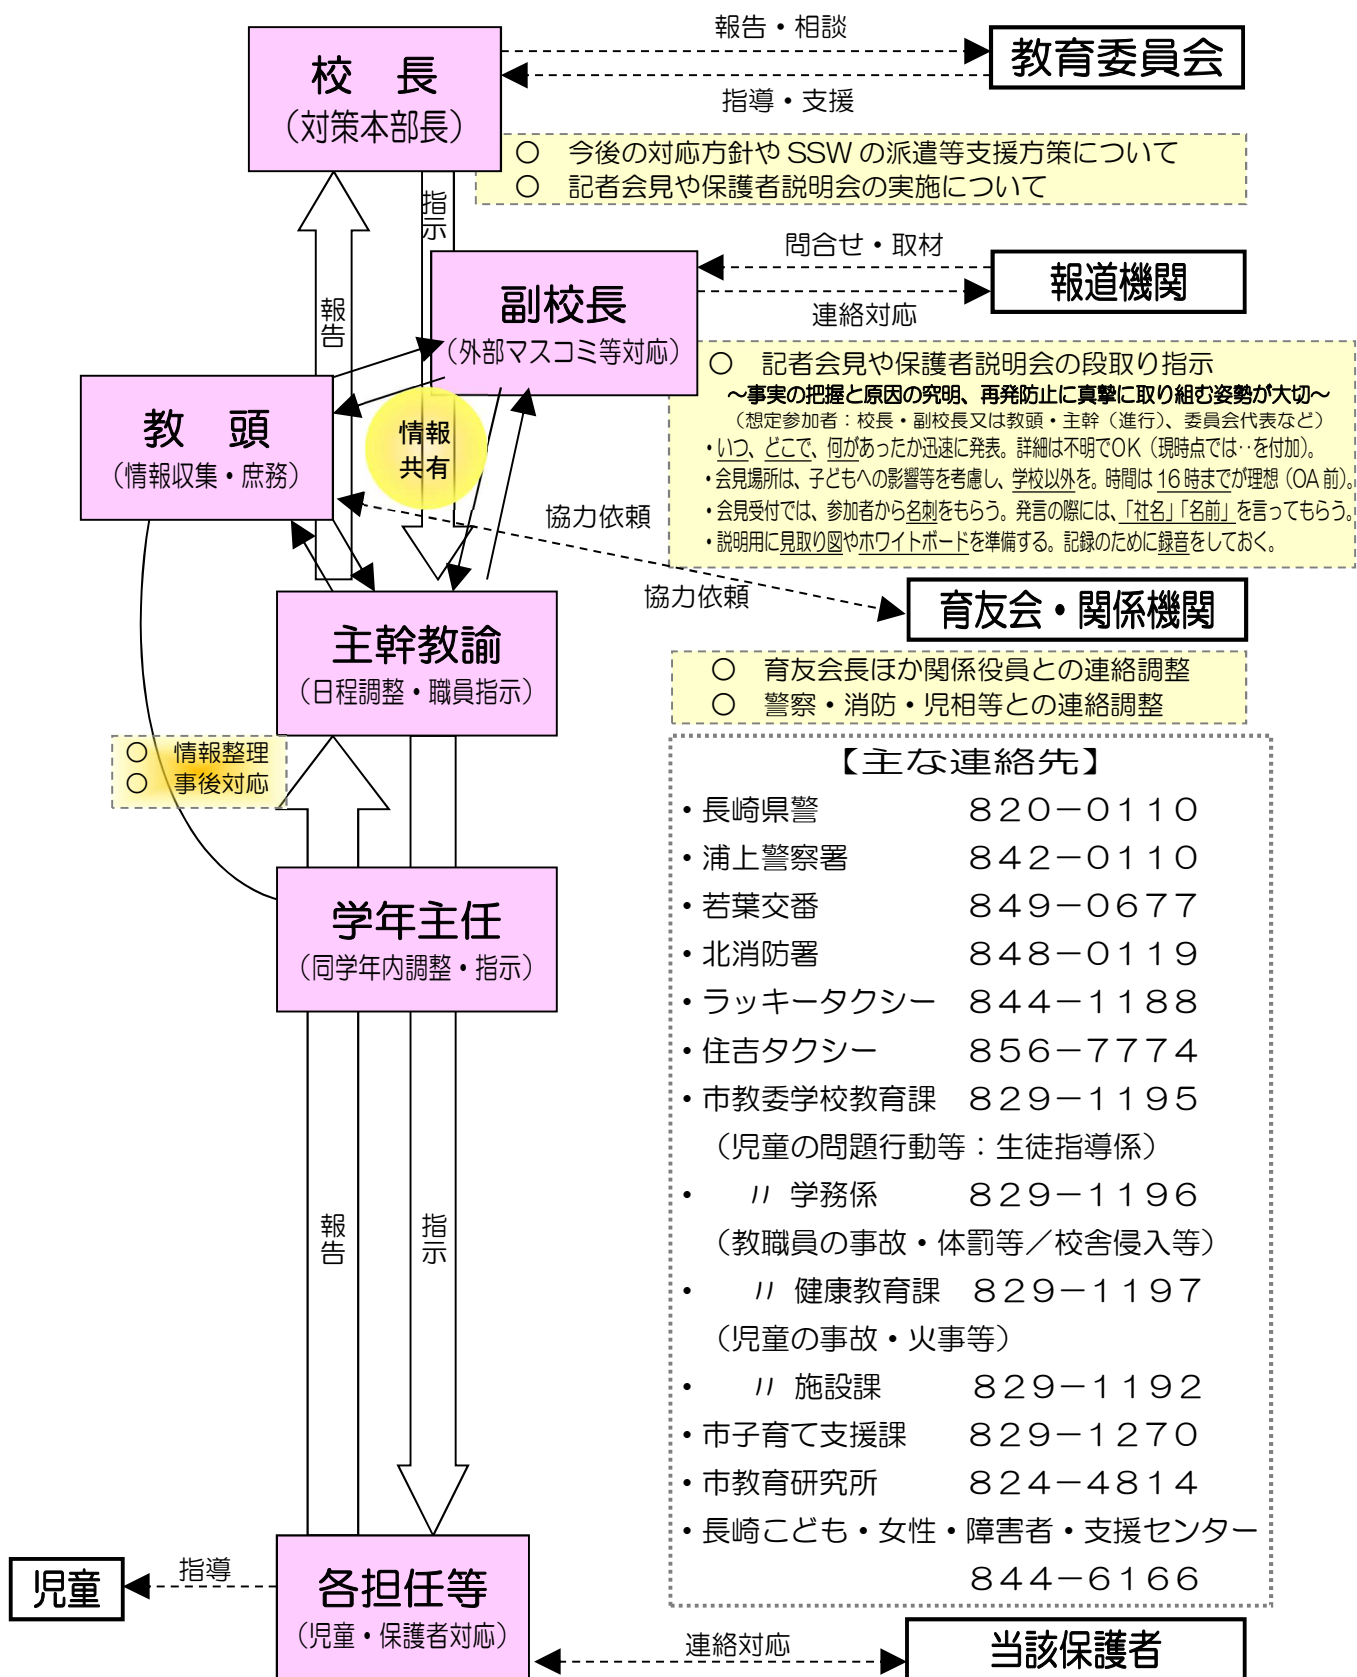 報告・相談
校　長
（対策本部長）
教育委員会
指導・支援
○　今後の対応方針や SSW の派遣等支援方策について
○　記者会見や保護者説明会の実施について
指示
問合せ・取材
副校長
（外部マスコミ等対応）
報道機関
連絡対応
報告
○　記者会見や保護者説明会の段取り指示
～事実の把握と原因の究明、再発防止に真摯に取り組む姿勢が大切～
（想定参加者：校長・副校長又は教頭・主幹（進行）、委員会代表など）
・いつ、どこで、何があったか迅速に発表。詳細は不明でOK（現時点では‥を付加）。
・会見場所は、子どもへの影響等を考慮し、学校以外を。時間は 16 時までが理想（OA 前）。
・会見受付では、参加者から名刺をもらう。発言の際には、「社名」「名前」を言ってもらう。
・説明用に見取り図やホワイトボードを準備する。記録のために録音をしておく。
教　頭
（情報収集・庶務）
情報
共有
協力依頼
協力依頼
育友会・関係機関
○　育友会長ほか関係役員との連絡調整
○　警察・消防・児相等との連絡調整
主幹教諭
（日程調整・職員指示）
○　情報整理
○　事後対応
学年主任
（同学年内調整・指示）
報告
指示
【主な連絡先】
・長崎県警　８２０－０１１０
・浦上警察署　８４２－０１１０
・若葉交番　８４９－０６７７
・北消防署　８４８－０１１９
・ラッキータクシー　８４４－１１８８
・住吉タクシー　８５６－７７７４
・市教委学校教育課　８２９－１１９５
（児童の問題行動等：生徒指導係）
・　〃 学務係　８２９－１１９６
（教職員の事故・体罰等／校舎侵入等）
・　〃 健康教育課　８２９－１１９７
（児童の事故・火事等）
・　〃 施設課　８２９－１１９２
・市子育て支援課　８２９－１２７０
・市教育研究所　８２４－４８１４
・長崎こども・女性・障害者・支援センター
８４４－６１６６
児童
指導
各担任等
（児童・保護者対応）
連絡対応
当該保護者